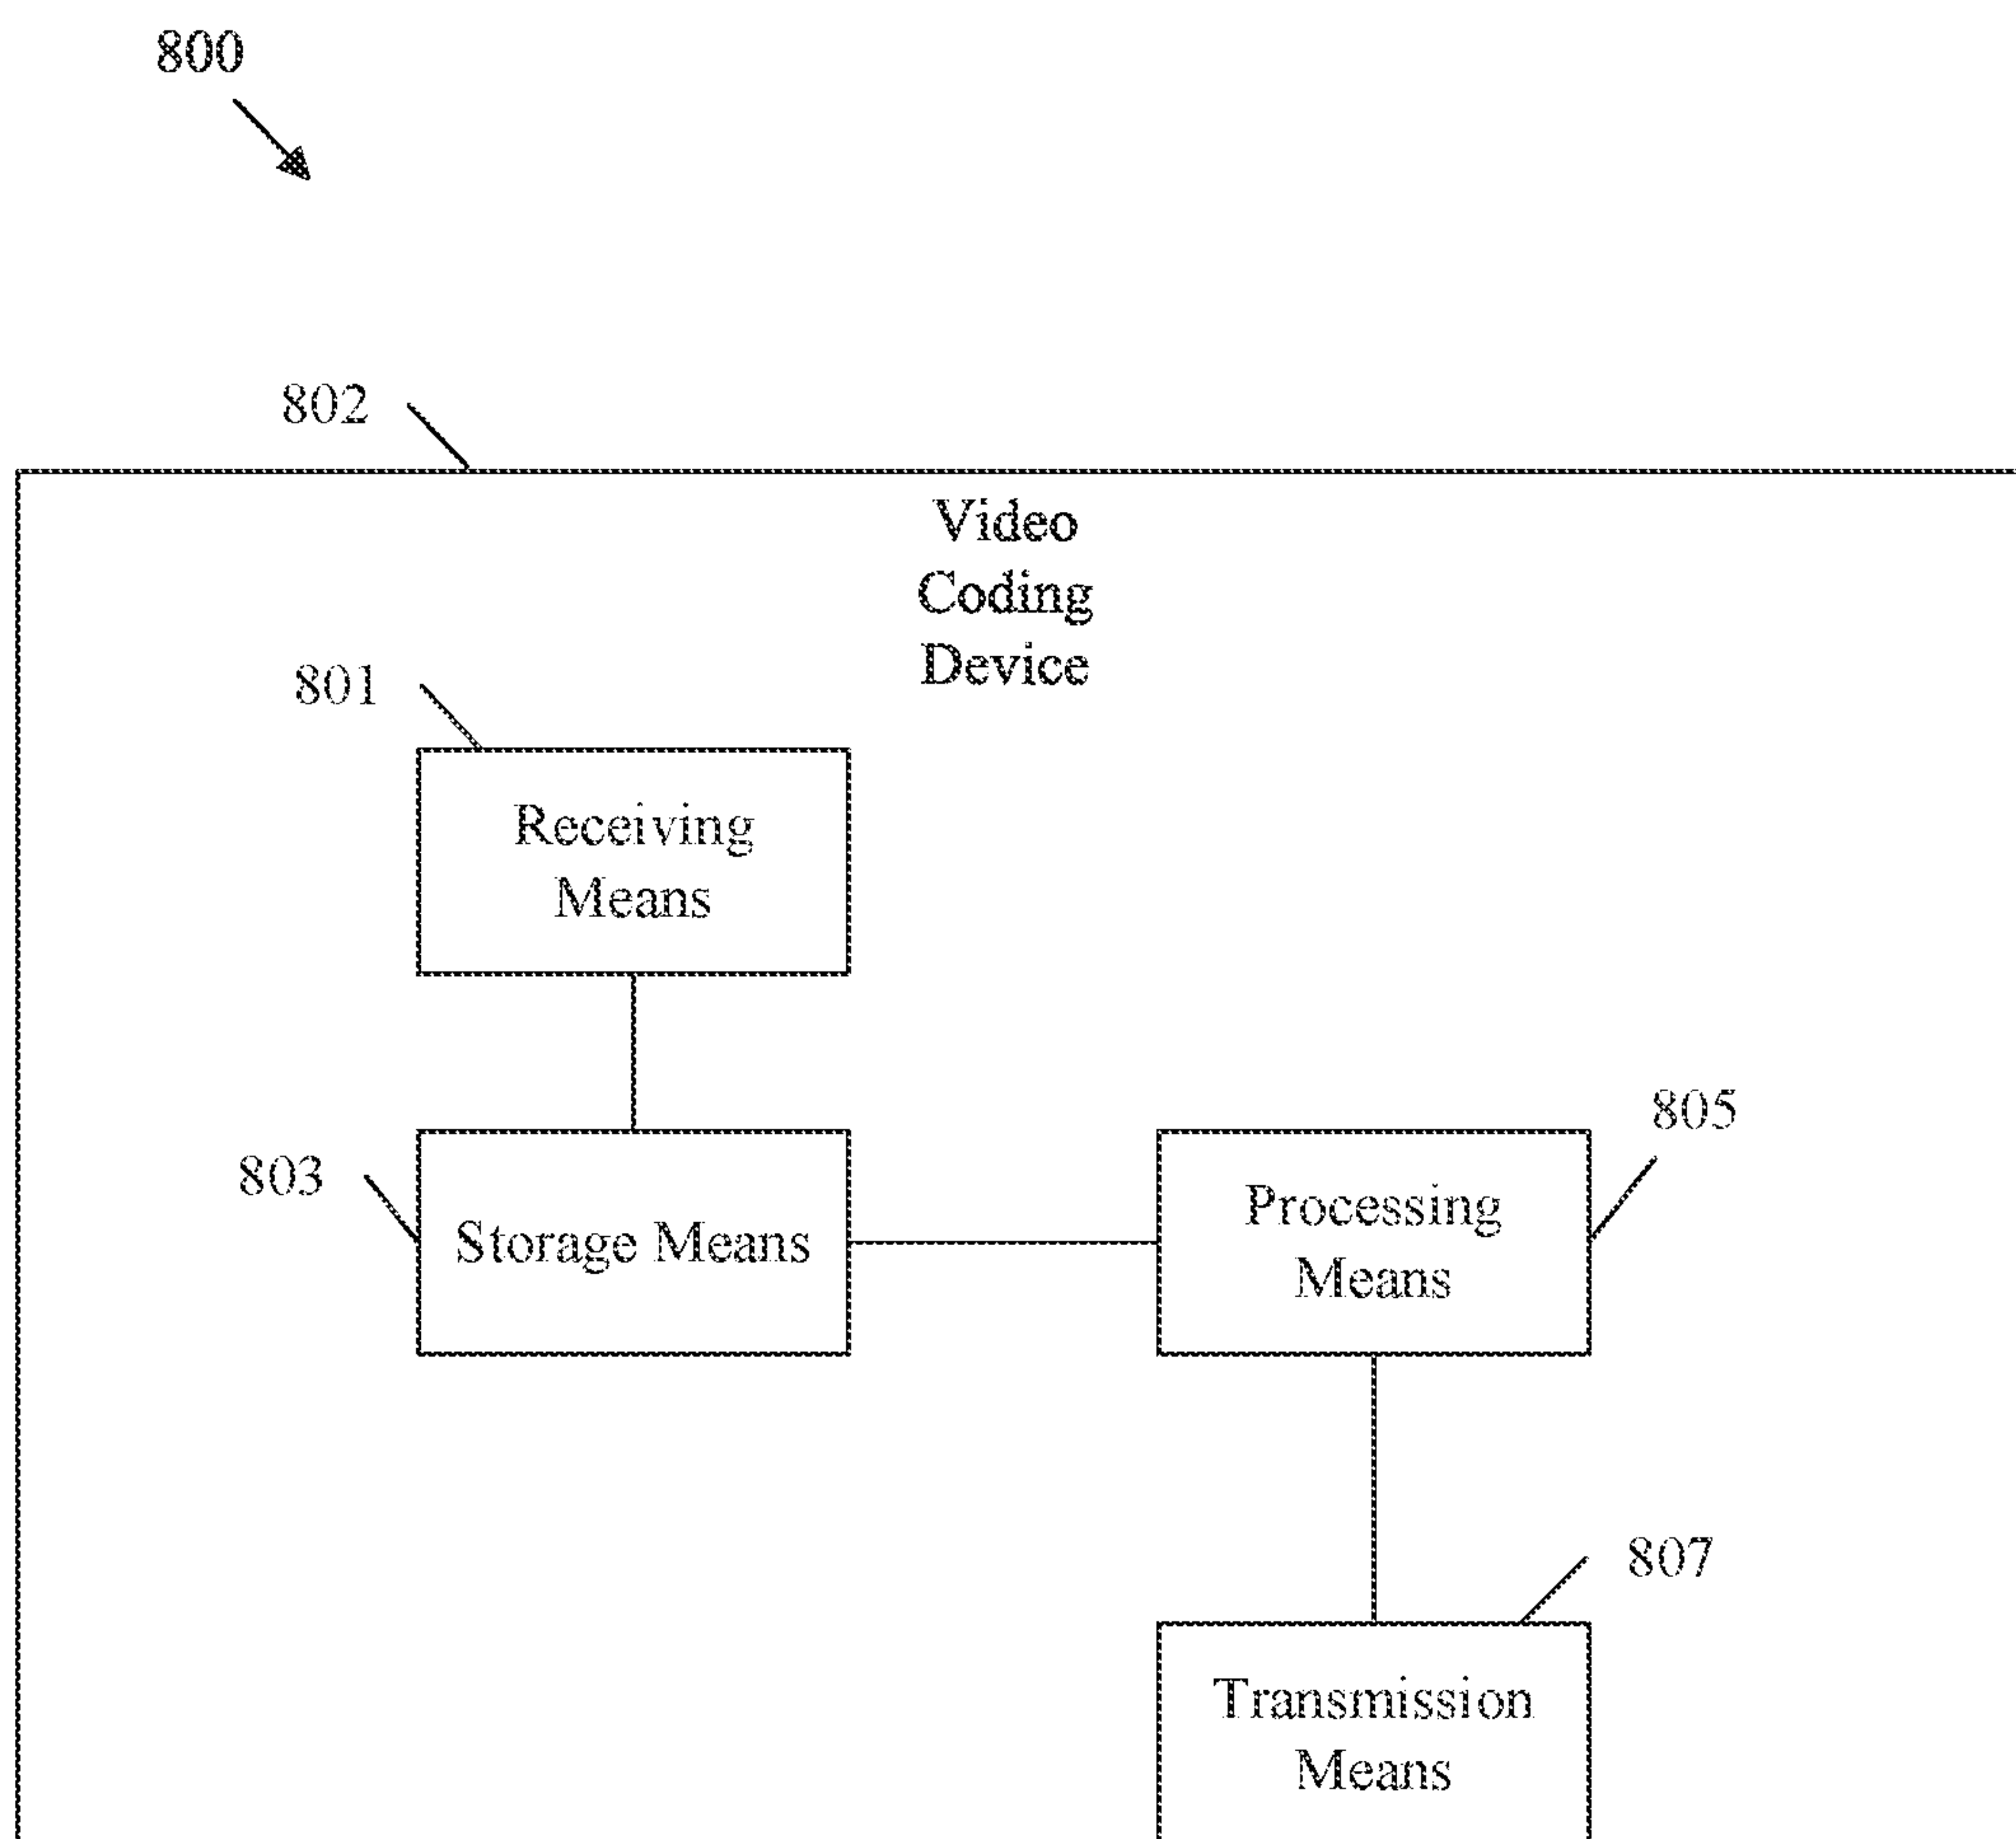 800
802
Video
Coding
Device
801
Receiving
Means
805
803
Processing
Means
Storage Means
807
Transmission
Means